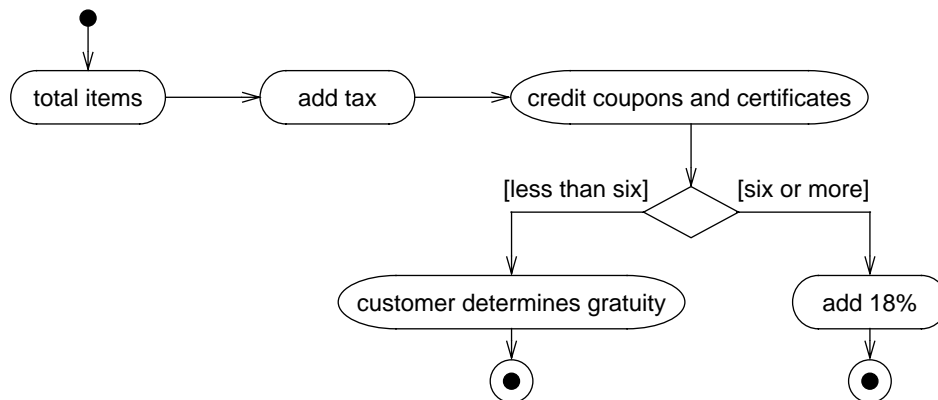 total items
add tax
credit coupons and certificates
[less than six]
[six or more]
customer determines gratuity
add 18%